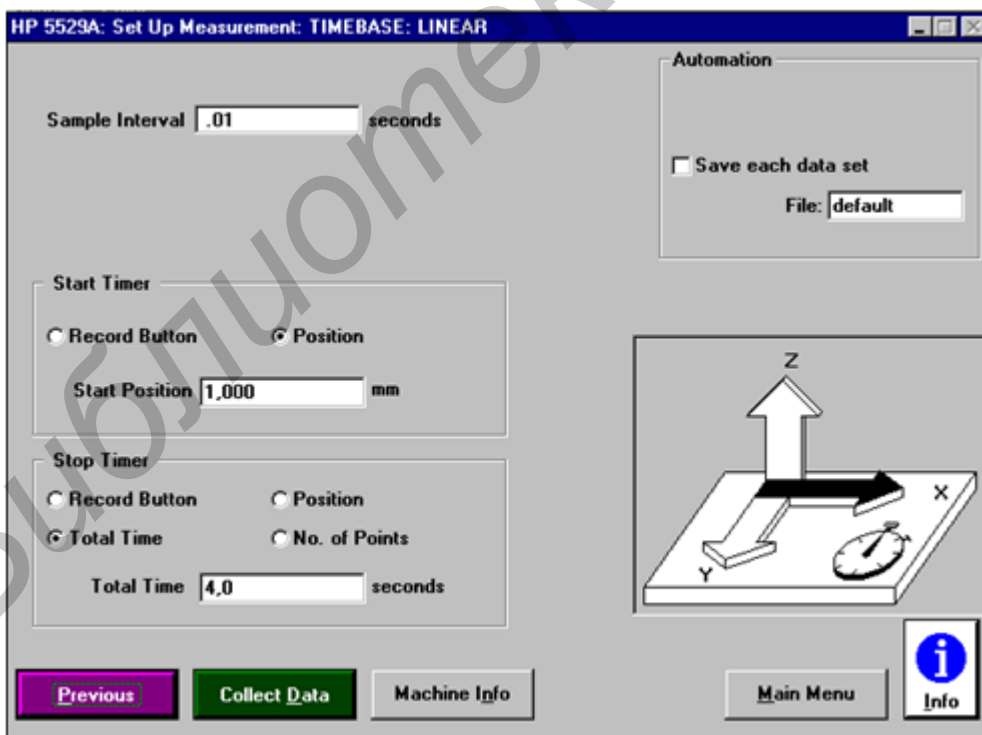 HP 5529A: Set Up Measurement: TIMEBASE: LINEAR
Automation
Sample Interval .01 seconds
Save each data set
File: default
Start Timer
Record Button Position
Start Position 1,000 mm
Stop Timer
Record Button Position
Total Time No. of Points
Total Time 4,0 seconds
Z
X
Y
Previous
Collect Data
Machine Info
Main Menu
Info